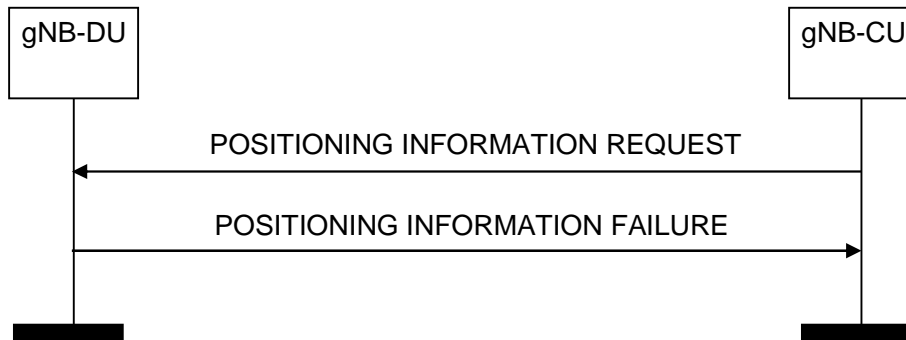 gNB-DU
gNB-CU
POSITIONING INFORMATION REQUEST
POSITIONING INFORMATION FAILURE